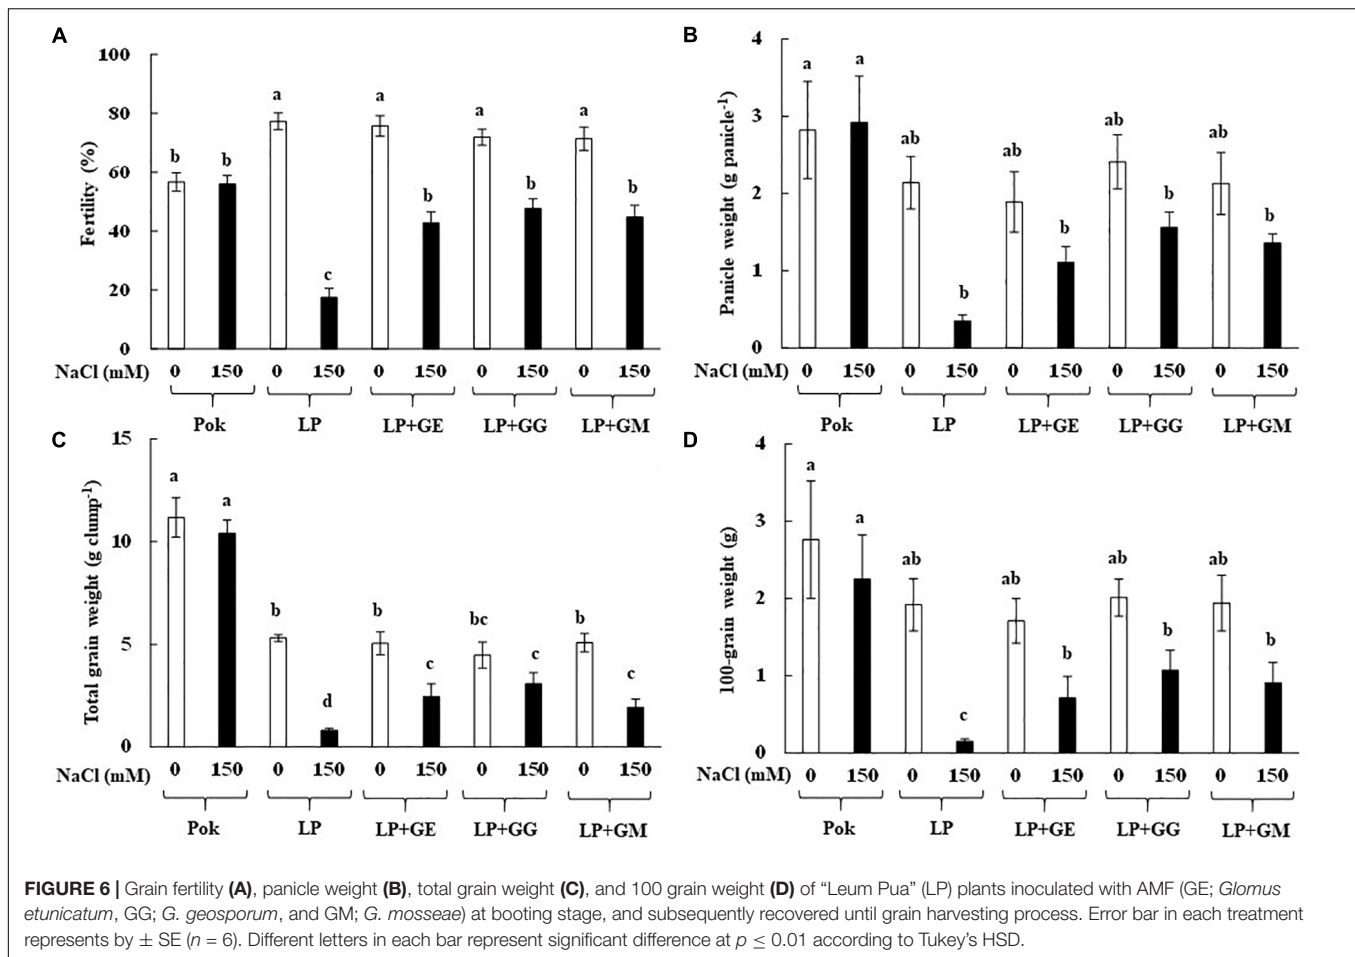 A
Fertility (%)
100
80
60
40
20
0
b
b
a
c
a
b
a
b
a
b
NaCl (mM) 0 150 0 150 0 150 0 150 0 150
Pok LP LP+GE LP+GG LP+GM
B
Panicle weight (g panicle-1)
4
3
2
1
0
a
a
ab
b
ab
b
ab
b
ab
b
NaCl (mM) 0 150 0 150 0 150 0 150 0 150
Pok LP LP+GE LP+GG LP+GM
C
Total grain weight (g clump-1)
15
10
5
0
a
a
b
d
b
c
bc
c
b
c
NaCl (mM) 0 150 0 150 0 150 0 150 0 150
Pok LP LP+GE LP+GG LP+GM
D
100-grain weight (g)
4
3
2
1
0
a
a
ab
c
ab
b
ab
b
ab
b
NaCl (mM) 0 150 0 150 0 150 0 150 0 150
Pok LP LP+GE LP+GG LP+GM
FIGURE 6 | Grain fertility (A), panicle weight (B), total grain weight (C), and 100 grain weight (D) of “Leum Pua” (LP) plants inoculated with AMF (GE; Glomus
etunicatum, GG; G. geosporum, and GM; G. mosseae) at booting stage, and subsequently recovered until grain harvesting process. Error bar in each treatment
represents by ± SE (n = 6). Different letters in each bar represent significant difference at p ≤ 0.01 according to Tukey’s HSD.